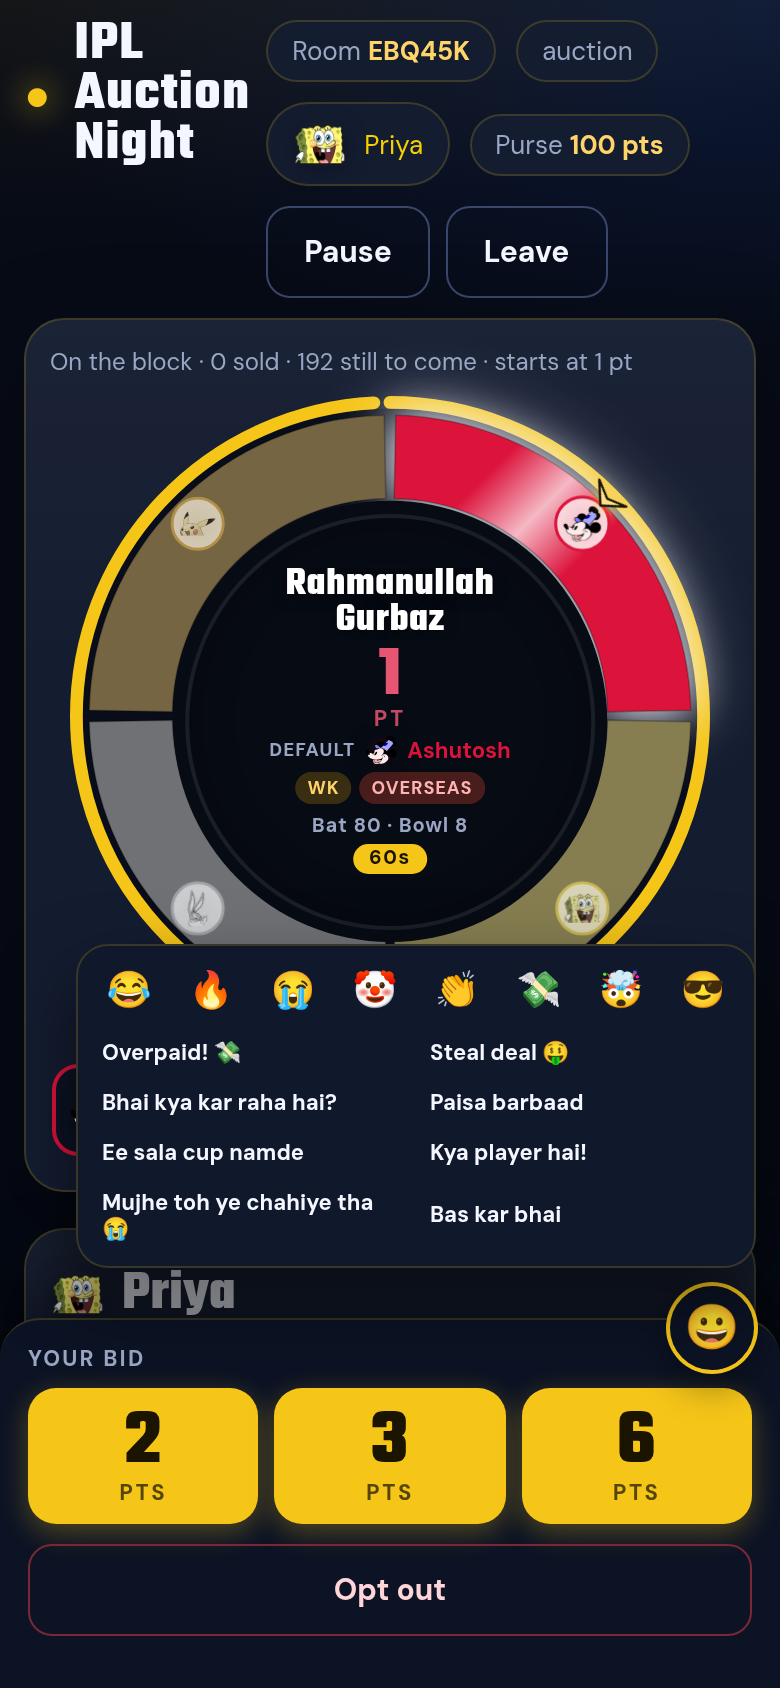 IPL
Auction
Night
Room EBQ45K
auction
Priya
Purse 100 pts
Pause
Leave
On the block · 0 sold · 192 still to come · starts at 1 pt
Rahmanullah
Gurbaz
1
PT
DEFAULT Ashutosh
WK OVERSEAS
Bat 80 · Bowl 8
60s
Overpaid! 💸
Steal deal 🤑
Bhai kya kar raha hai?
Paisa barbaad
Ee sala cup namde
Kya player hai!
Mujhe toh ye chahiye tha
😭
Bas kar bhai
Priya
YOUR BID
2
PTS
3
PTS
6
PTS
Opt out